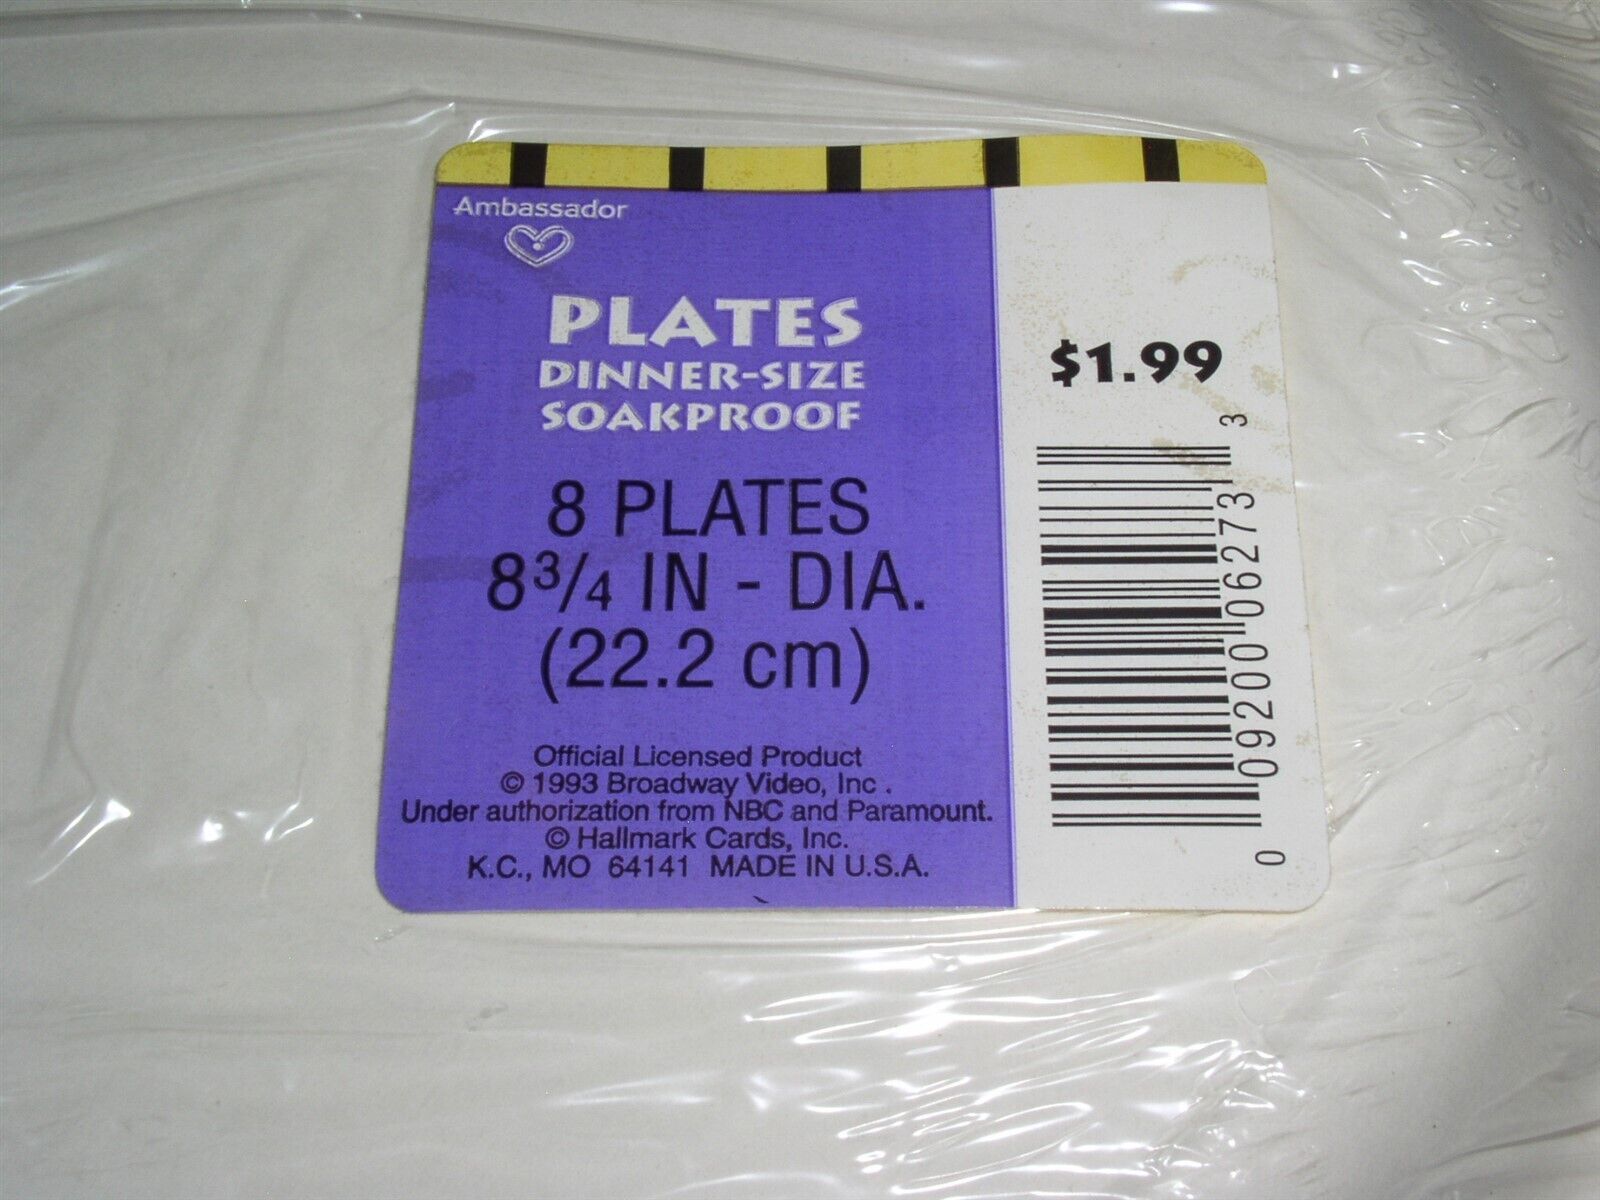 Ambassador
PLATES
DINNER-SIZE
SOAKPROOF
8 PLATES
8 3/4 IN - DIA.
(22.2 cm)
Official Licensed Product
© 1993 Broadway Video, Inc .
Under authorization from NBC and Paramount.
© Hallmark Cards, Inc.
K.C., MO 64141 MADE IN U.S.A.
$1.99
0 09200 06273 3